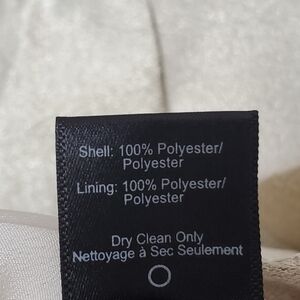 Shell: 100% Polyester/
Polyester
Lining: 100% Polyester/
Polyester
Dry Clean Only
Nettoyage à Sec Seulement